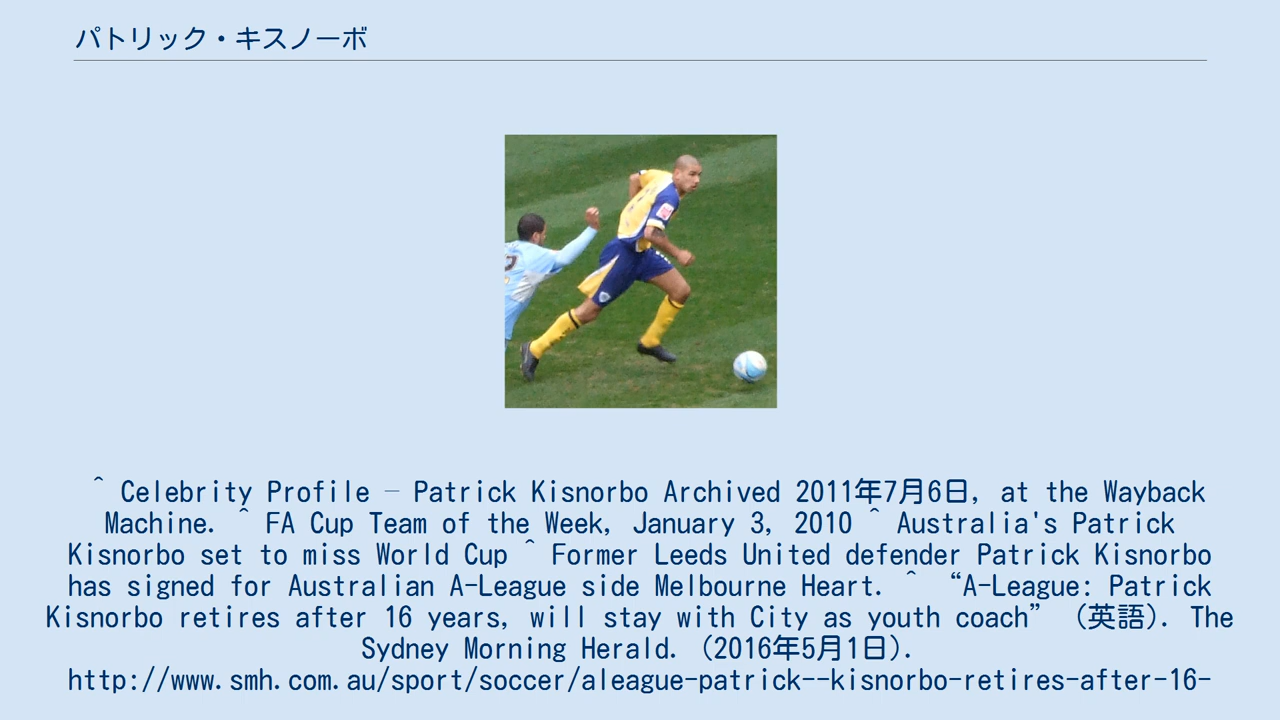 パトリック・キスノーボ
^ Celebrity Profile – Patrick Kisnorbo Archived 2011年7月6日, at the Wayback
Machine. ^ FA Cup Team of the Week, January 3, 2010 ^ Australia's Patrick
Kisnorbo set to miss World Cup ^ Former Leeds United defender Patrick Kisnorbo
has signed for Australian A-League side Melbourne Heart. ^ “A-League: Patrick
Kisnorbo retires after 16 years, will stay with City as youth coach” (英語). The
Sydney Morning Herald. (2016年5月1日).
http://www.smh.com.au/sport/soccer/aleague-patrick--kisnorbo-retires-after-16-